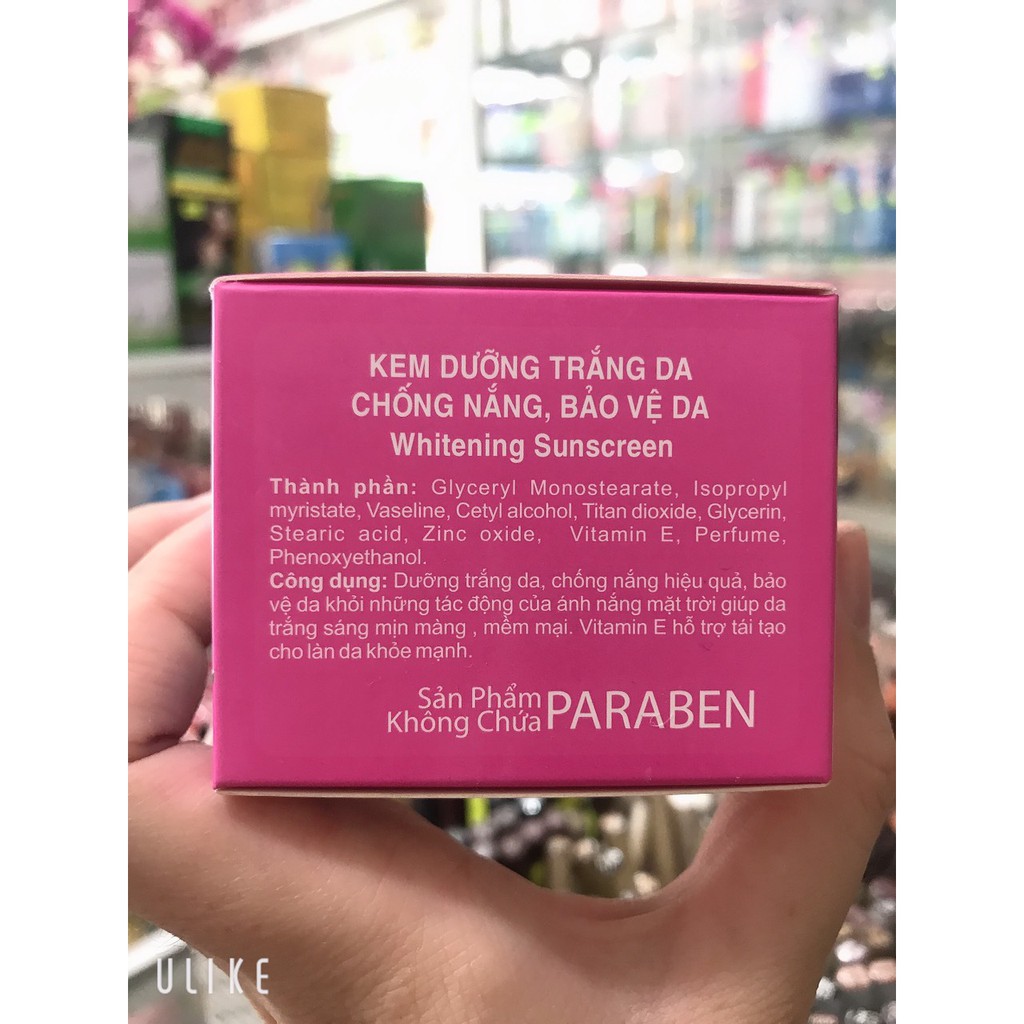 KEM DƯỠNG TRẮNG DA
CHỐNG NẮNG, BẢO VỆ DA
Whitening Sunscreen
Thành phần: Glyceryl Monostearate, Isopropyl
myristate, Vaseline, Cetyl alcohol, Titan dioxide, Glycerin,
Stearic acid, Zinc oxide, Vitamin E, Perfume,
Phenoxyethanol.
Công dụng: Dưỡng trắng da, chống nắng hiệu quả, bảo
vệ da khỏi những tác động của ánh nắng mặt trời giúp da
trắng sáng mịn màng , mềm mại. Vitamin E hỗ trợ tái tạo
cho làn da khỏe mạnh.
Sản Phẩm
Không Chứa PARABEN
ULIKE